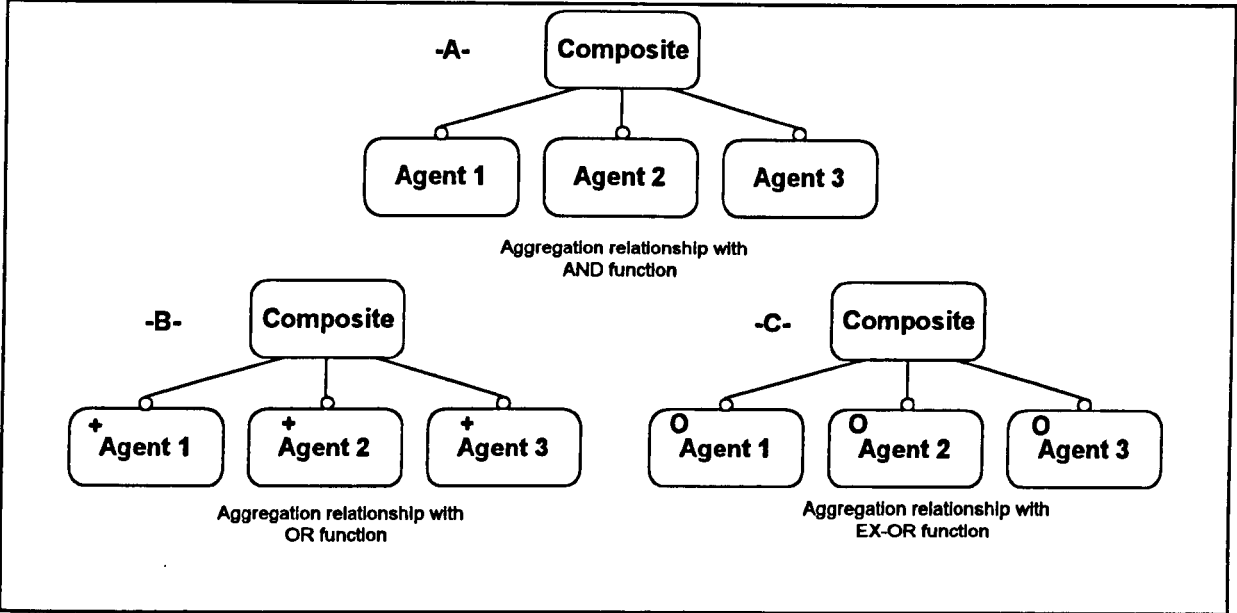 -A-
Composite
Agent 1
Agent 2
Agent 3
Aggregation relationship with
AND function
-B-
Composite
+
Agent 1
+
Agent 2
+
Agent 3
Aggregation relationship with
OR function
-C-
Composite
O
Agent 1
O
Agent 2
O
Agent 3
Aggregation relationship with
EX-OR function